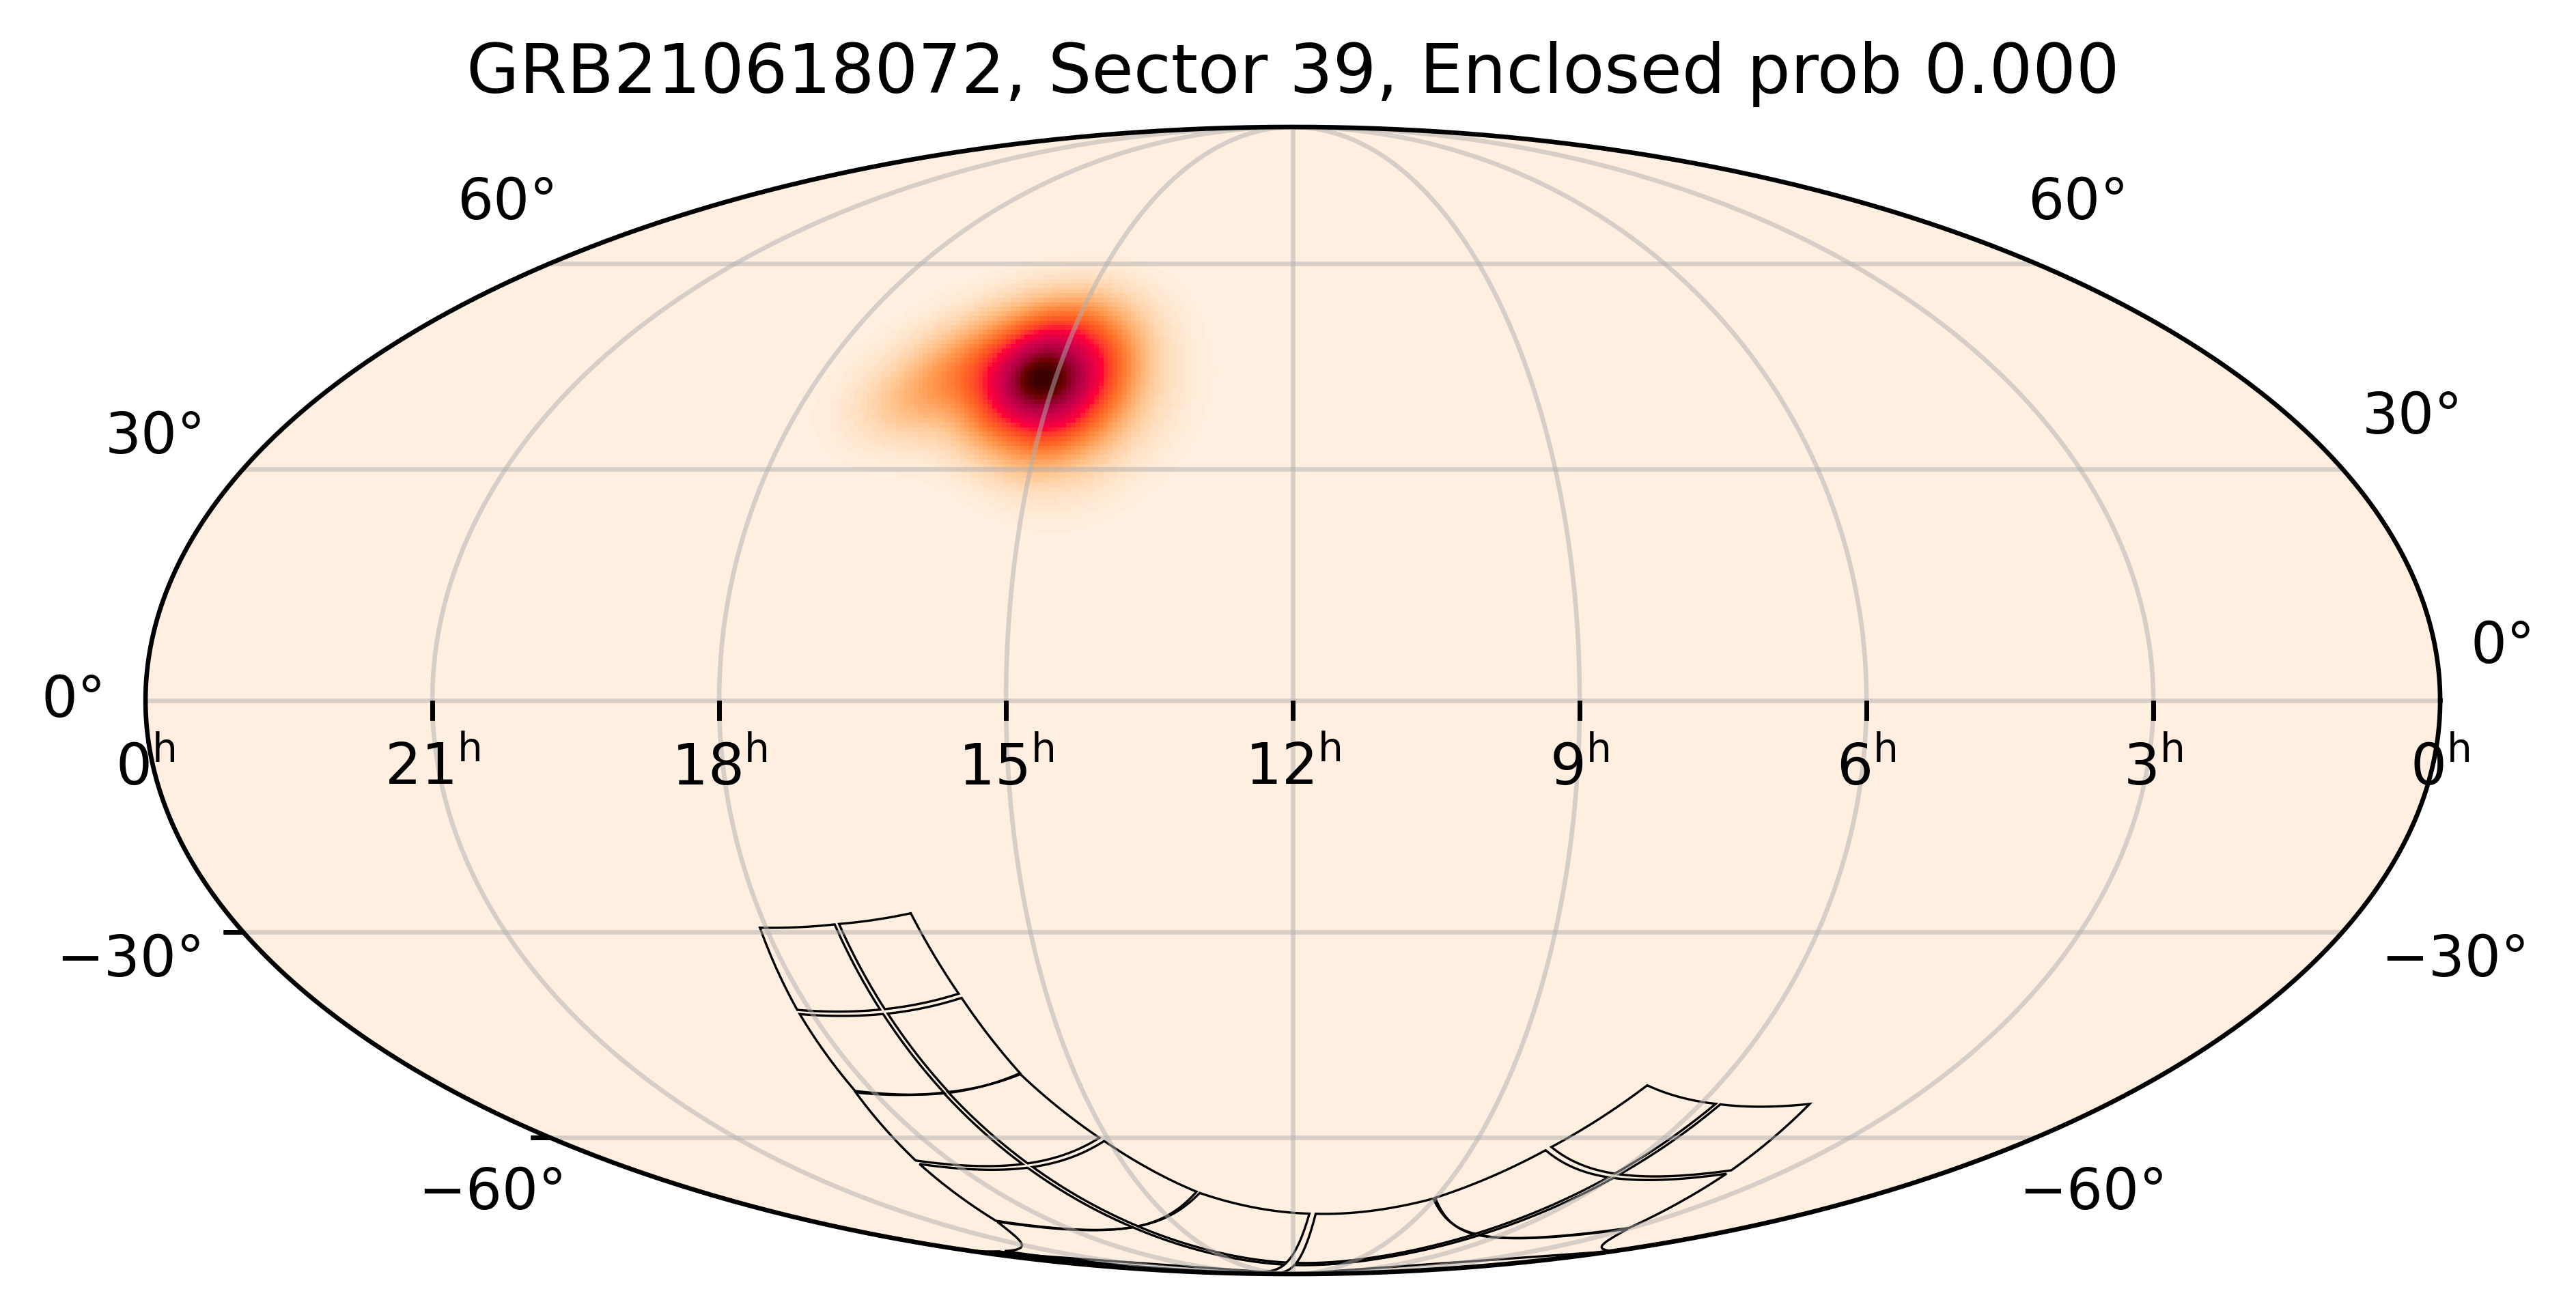 GRB210618072, Sector 39, Enclosed prob 0.000
60° 60°
30° 30°
0° 0°
0ʰ 21ʰ 18ʰ 15ʰ 12ʰ 9ʰ 6ʰ 3ʰ 0ʰ
−30° −30°
−60° −60°